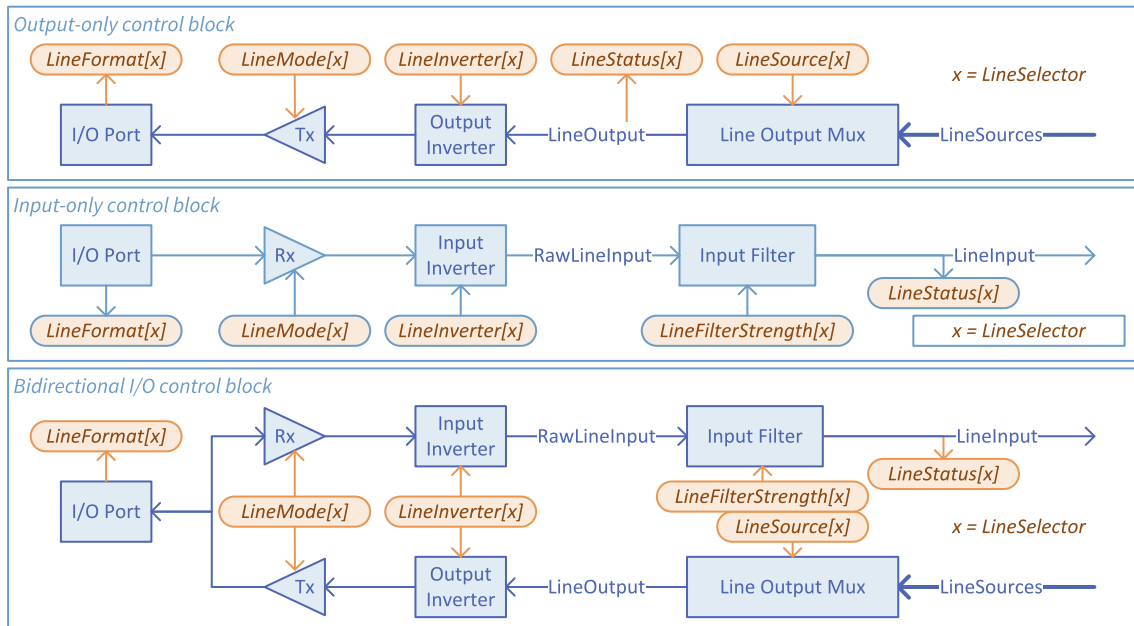 Output-only control block
LineFormat[x]
LineMode[x]
LineInverter[x]
LineStatus[x]
LineSource[x]
x = LineSelector
I/O Port
Tx
Output
Inverter
LineOutput
Line Output Mux
LineSources
Input-only control block
I/O Port
Rx
Input
Inverter
RawLineInput
Input Filter
LineInput
LineStatus[x]
LineFormat[x]
LineMode[x]
LineInverter[x]
LineFilterStrength[x]
x = LineSelector
Bidirectional I/O control block
LineFormat[x]
Rx
Input
Inverter
RawLineInput
Input Filter
LineInput
LineStatus[x]
I/O Port
LineMode[x]
LineInverter[x]
LineFilterStrength[x]
LineSource[x]
x = LineSelector
Tx
Output
Inverter
LineOutput
Line Output Mux
LineSources